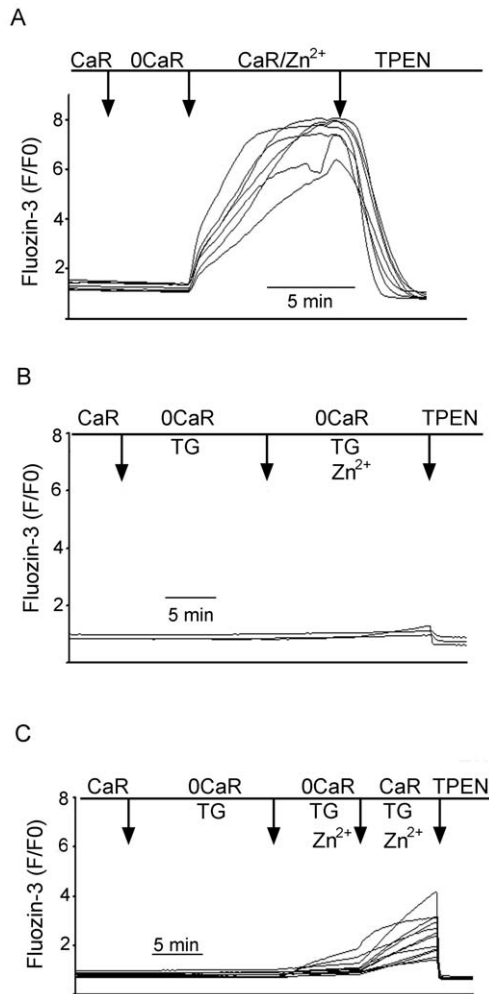 A
CaR 0CaR CaR/Zn²⁺ TPEN
Fluozin-3 (F/F0)
8
6
4
2
5 min
B
CaR 0CaR 0CaR TPEN
TG TG
Zn²⁺
Fluozin-3 (F/F0)
8
6
4
2
5 min
C
CaR 0CaR 0CaR CaR TPEN
TG TG TG
Zn²⁺ Zn²⁺
Fluozin-3 (F/F0)
8
6
4
2
5 min